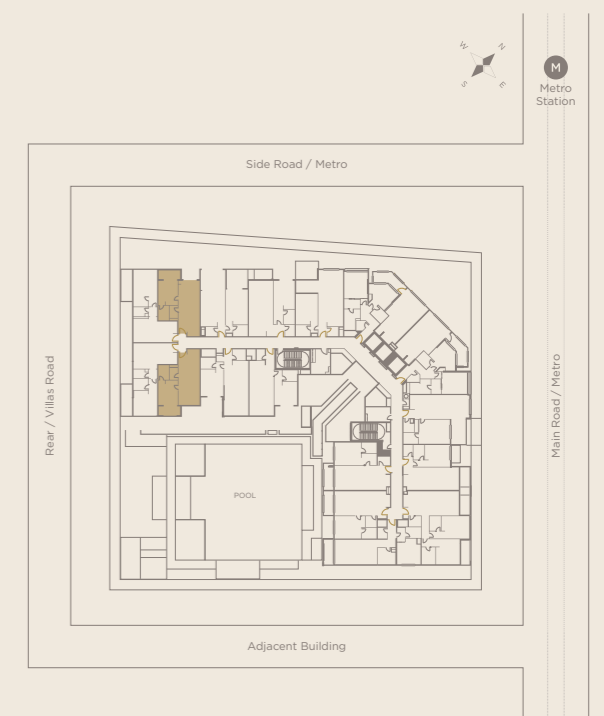 W
N
S
E
M
Metro
Station
Side Road / Metro
Rear / Villas Road
Main Road / Metro
POOL
Adjacent Building